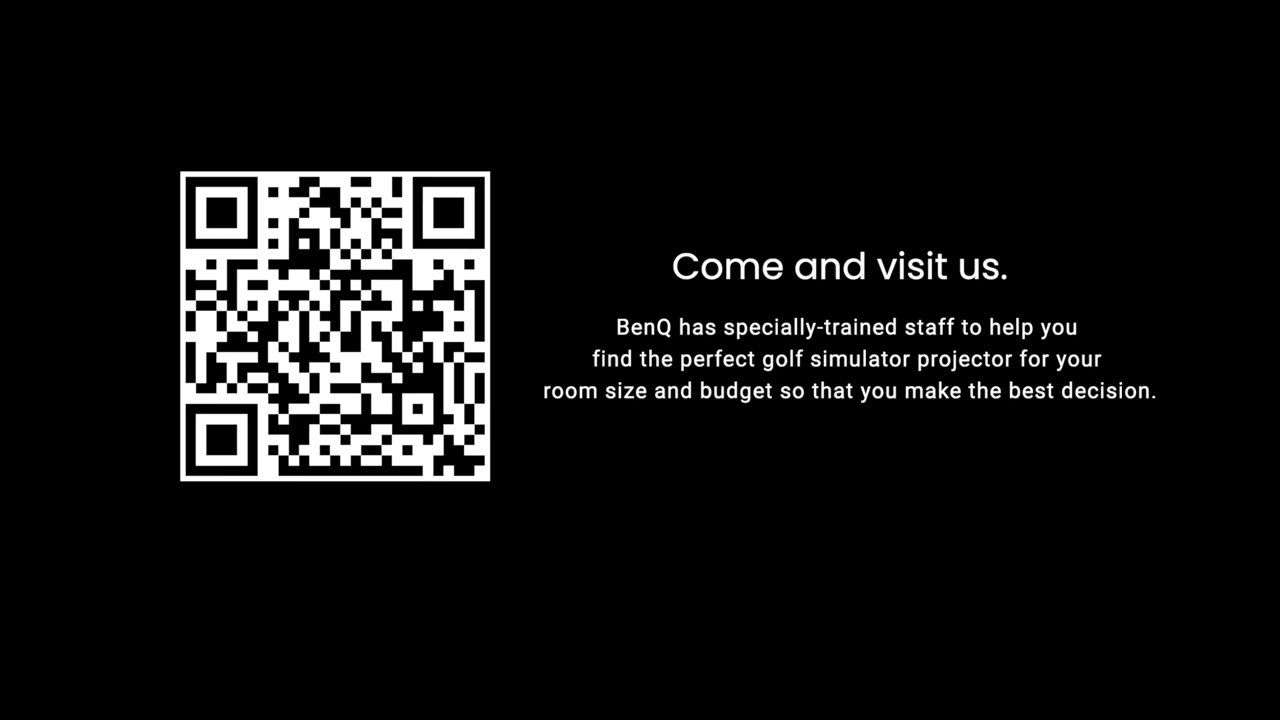 Come and visit us.
BenQ has specially-trained staff to help you
find the perfect golf simulator projector for your
room size and budget so that you make the best decision.